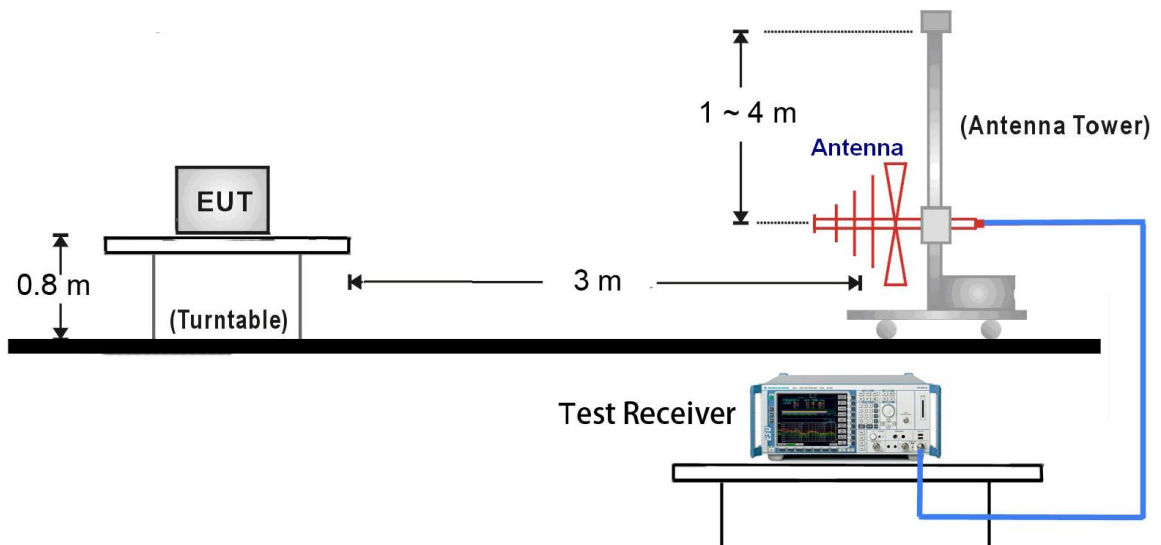 1 ~ 4 m
(Antenna Tower)
Antenna
EUT
0.8 m
3 m
(Turntable)
Test Receiver